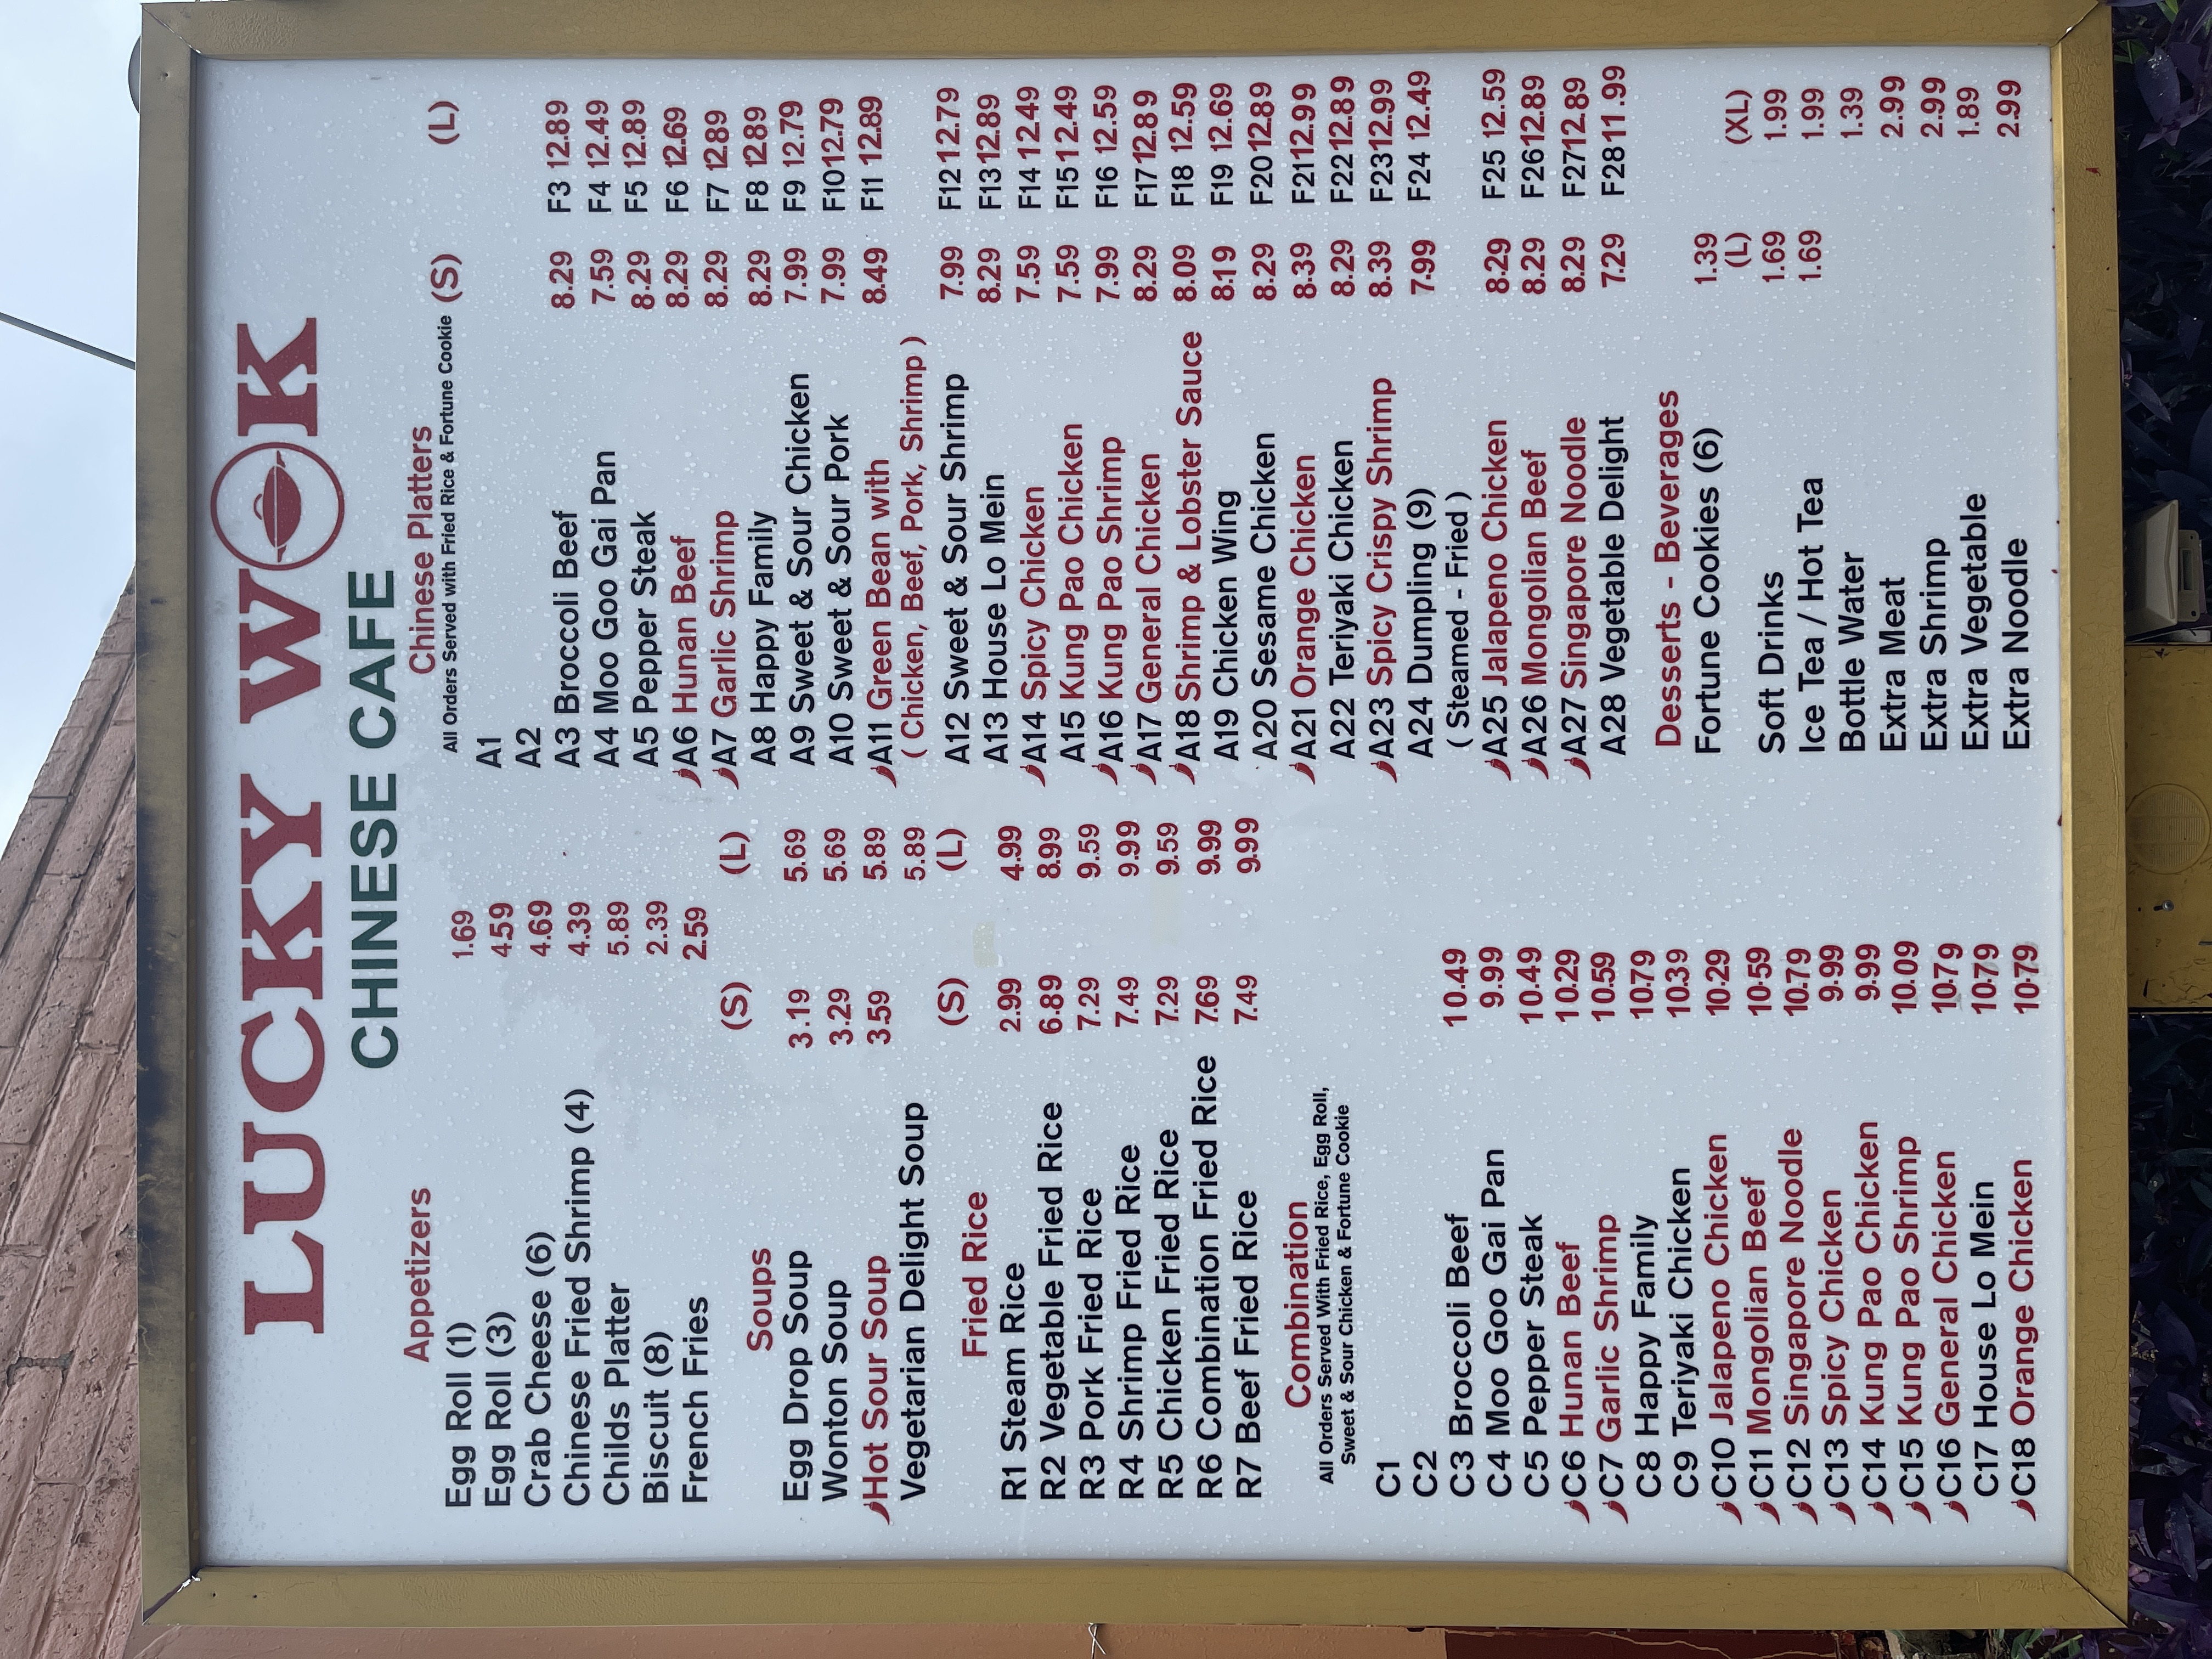 LUCKY WOK
CHINESE CAFE
Appetizers
Egg Roll (1) 1.69
Egg Roll (3) 4.59
Crab Cheese (6) 4.69
Chinese Fried Shrimp (4) 4.39
Childs Platter 5.89
Biscuit (8) 2.39
French Fries 2.59
Soups (S) (L)
Egg Drop Soup 3.19 5.69
Wonton Soup 3.29 5.69
Hot Sour Soup 3.59 5.89
Vegetarian Delight Soup 5.89
Fried Rice (S) (L)
R1 Steam Rice 2.99 4.99
R2 Vegetable Fried Rice 6.89 8.99
R3 Pork Fried Rice 7.29 9.59
R4 Shrimp Fried Rice 7.49 9.99
R5 Chicken Fried Rice 7.29 9.59
R6 Combination Fried Rice 7.69 9.99
R7 Beef Fried Rice 7.49 9.99
Combination
All Orders Served With Fried Rice, Egg Roll,
Sweet & Sour Chicken & Fortune Cookie
C1
C2
C3 Broccoli Beef 10.49
C4 Moo Goo Gai Pan 9.99
C5 Pepper Steak 10.49
C6 Hunan Beef 10.29
C7 Garlic Shrimp 10.59
C8 Happy Family 10.79
C9 Teriyaki Chicken 10.39
C10 Jalapeno Chicken 10.29
C11 Mongolian Beef 10.59
C12 Singapore Noodle 10.79
C13 Spicy Chicken 9.99
C14 Kung Pao Chicken 9.99
C15 Kung Pao Shrimp 10.09
C16 General Chicken 10.79
C17 House Lo Mein 10.79
C18 Orange Chicken 10.79
Chinese Platters
All Orders Served with Fried Rice & Fortune Cookie (S) (L)
A1
A2
A3 Broccoli Beef 8.29 F3 12.89
A4 Moo Goo Gai Pan 7.59 F4 12.49
A5 Pepper Steak 8.29 F5 12.89
A6 Hunan Beef 8.29 F6 12.69
A7 Garlic Shrimp 8.29 F7 12.89
A8 Happy Family 8.29 F8 12.89
A9 Sweet & Sour Chicken 7.99 F9 12.79
A10 Sweet & Sour Pork 7.99 F10 12.79
A11 Green Bean with 8.49 F11 12.89
( Chicken, Beef, Pork, Shrimp )
A12 Sweet & Sour Shrimp 7.99 F12 12.79
A13 House Lo Mein 8.29 F13 12.89
A14 Spicy Chicken 7.59 F14 12.49
A15 Kung Pao Chicken 7.59 F15 12.49
A16 Kung Pao Shrimp 7.99 F16 12.59
A17 General Chicken 8.29 F17 12.89
A18 Shrimp & Lobster Sauce 8.09 F18 12.59
A19 Chicken Wing 8.19 F19 12.69
A20 Sesame Chicken 8.29 F20 12.89
A21 Orange Chicken 8.39 F21 12.99
A22 Teriyaki Chicken 8.29 F22 12.89
A23 Spicy Crispy Shrimp 8.39 F23 12.99
A24 Dumpling (9) 7.99 F24 12.49
( Steamed - Fried )
A25 Jalapeno Chicken 8.29 F25 12.59
A26 Mongolian Beef 8.29 F26 12.89
A27 Singapore Noodle 8.29 F27 12.89
A28 Vegetable Delight 7.29 F28 11.99
Desserts - Beverages
Fortune Cookies (6) 1.39
(L) (XL)
Soft Drinks 1.69 1.99
Ice Tea / Hot Tea 1.69 1.99
Bottle Water 1.39
Extra Meat 2.99
Extra Shrimp 2.99
Extra Vegetable 1.89
Extra Noodle 2.99